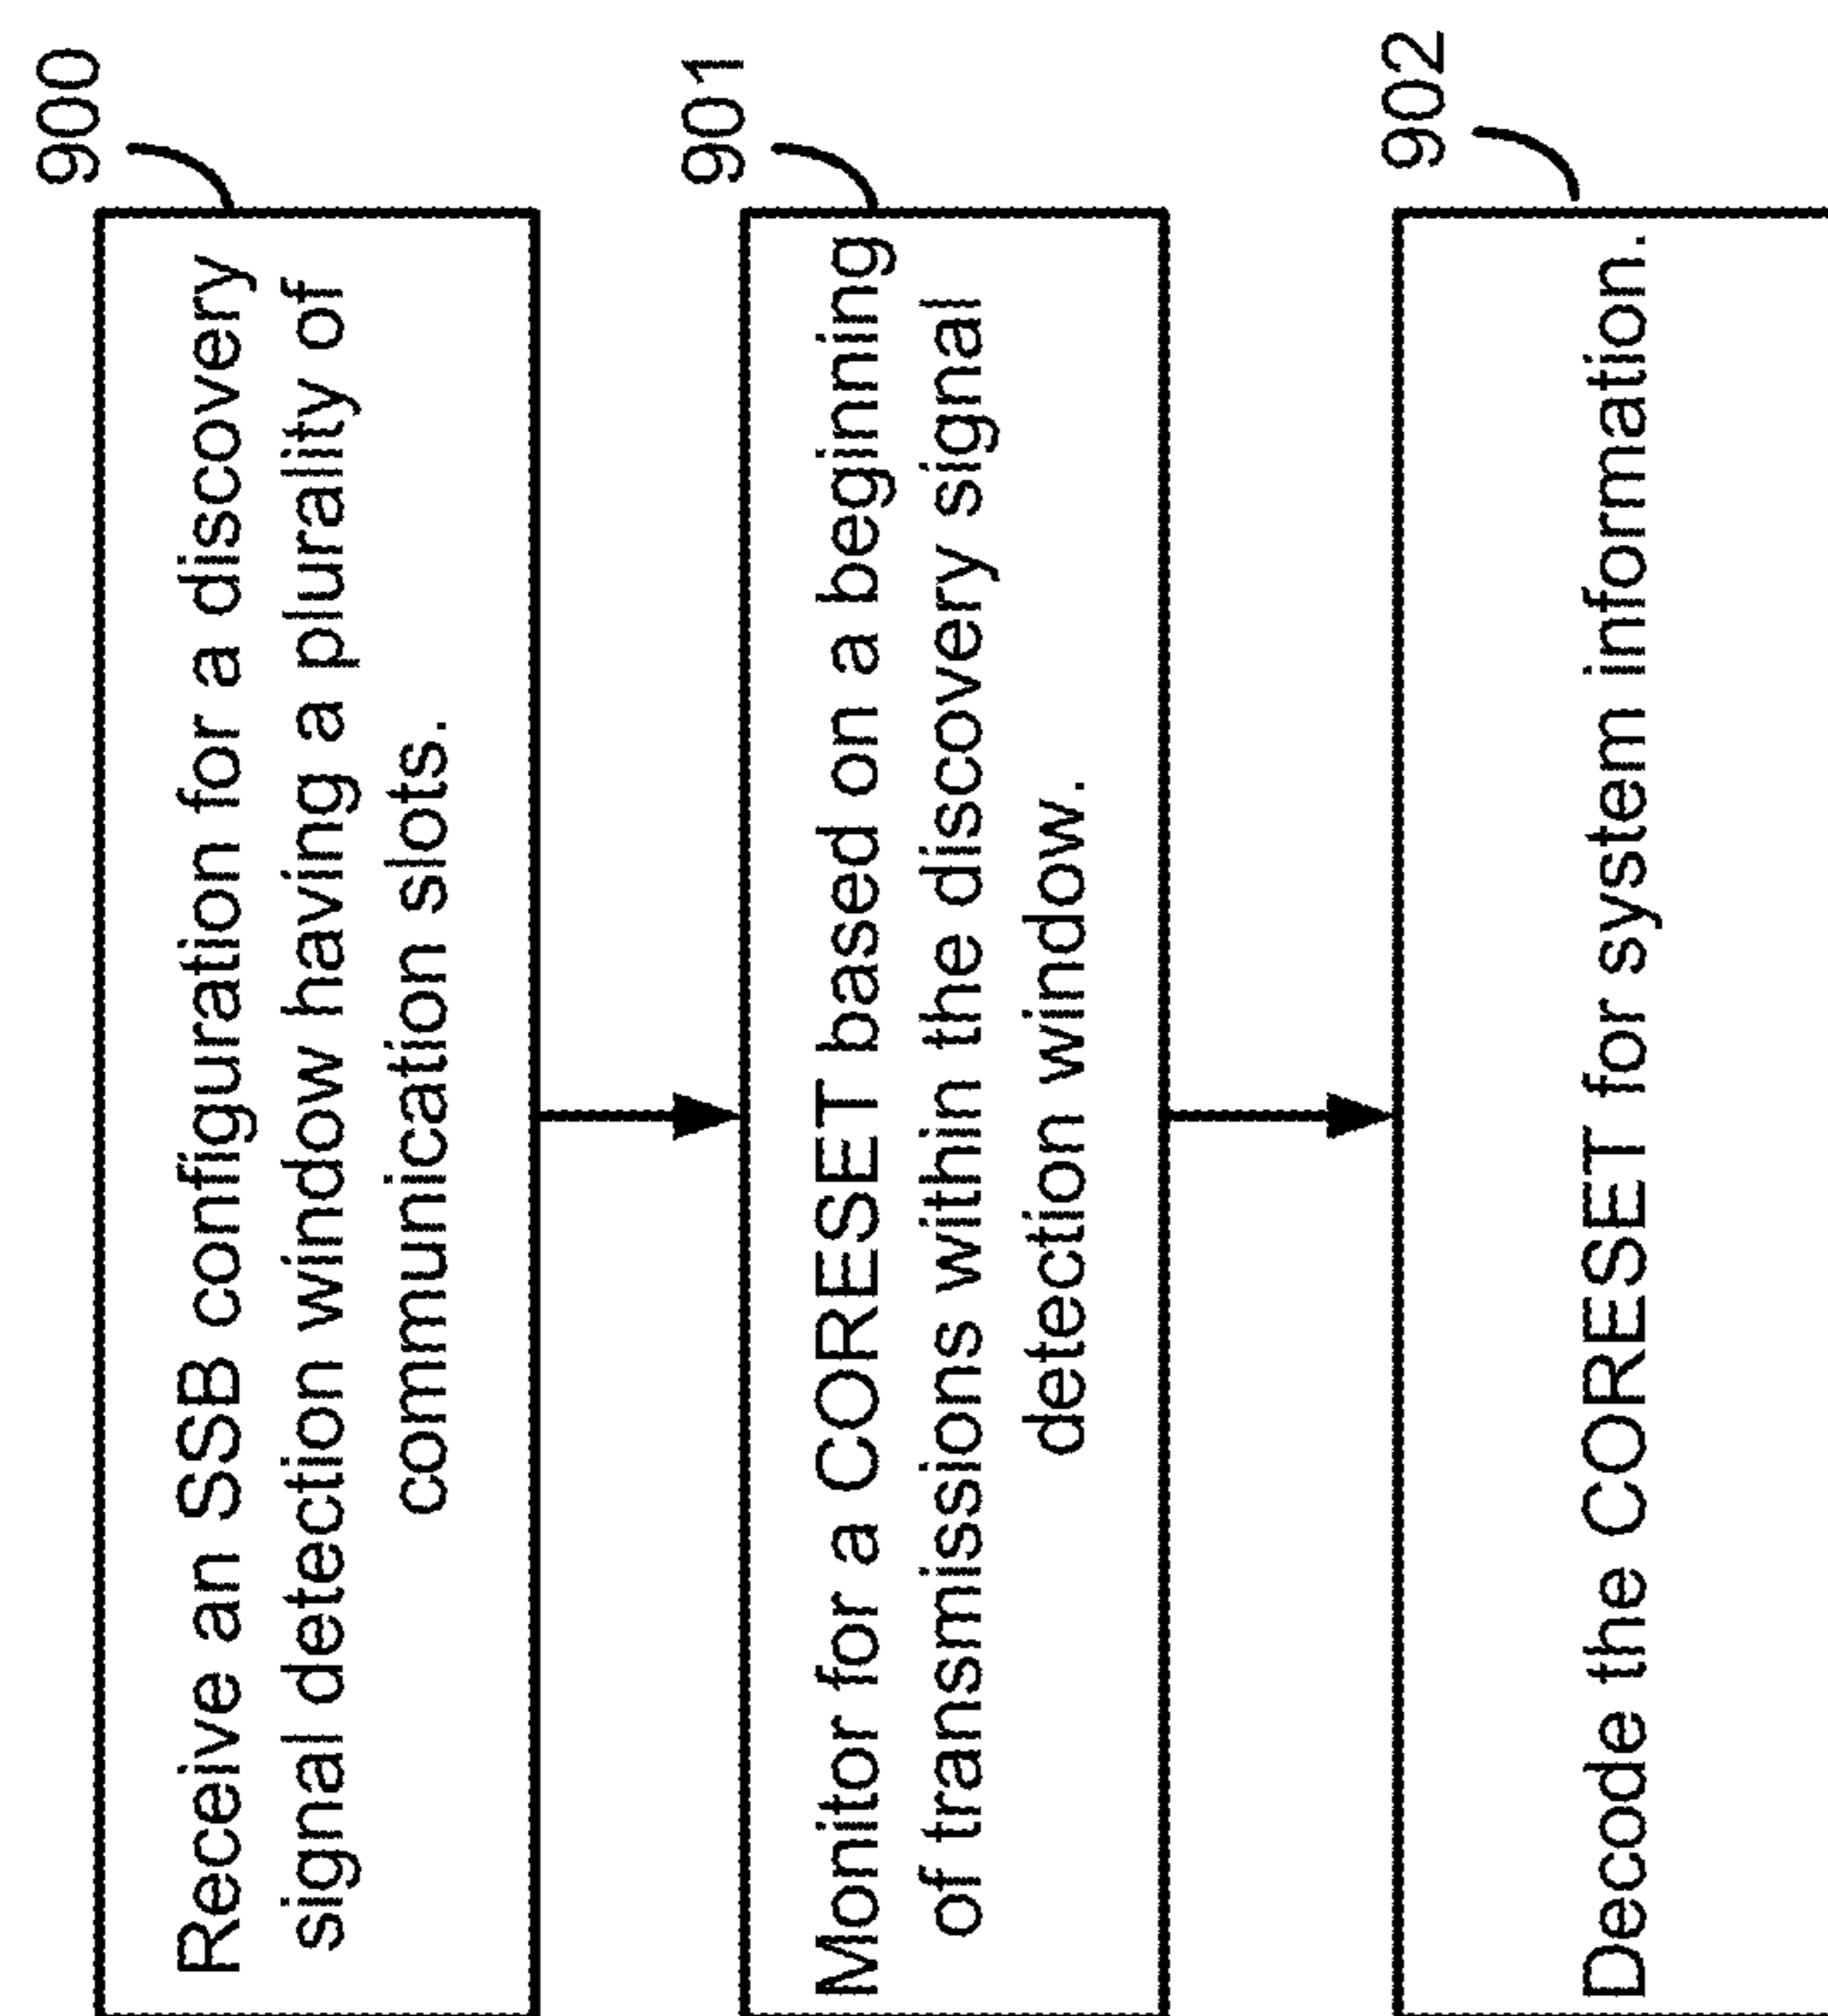 900
Receive an SSB configuration for a discovery
signal detection window having a plurality of
communication slots.
901
Monitor for a CORESET based on a beginning
of transmissions within the discovery signal
detection window.
902
Decode the CORESET for system information.